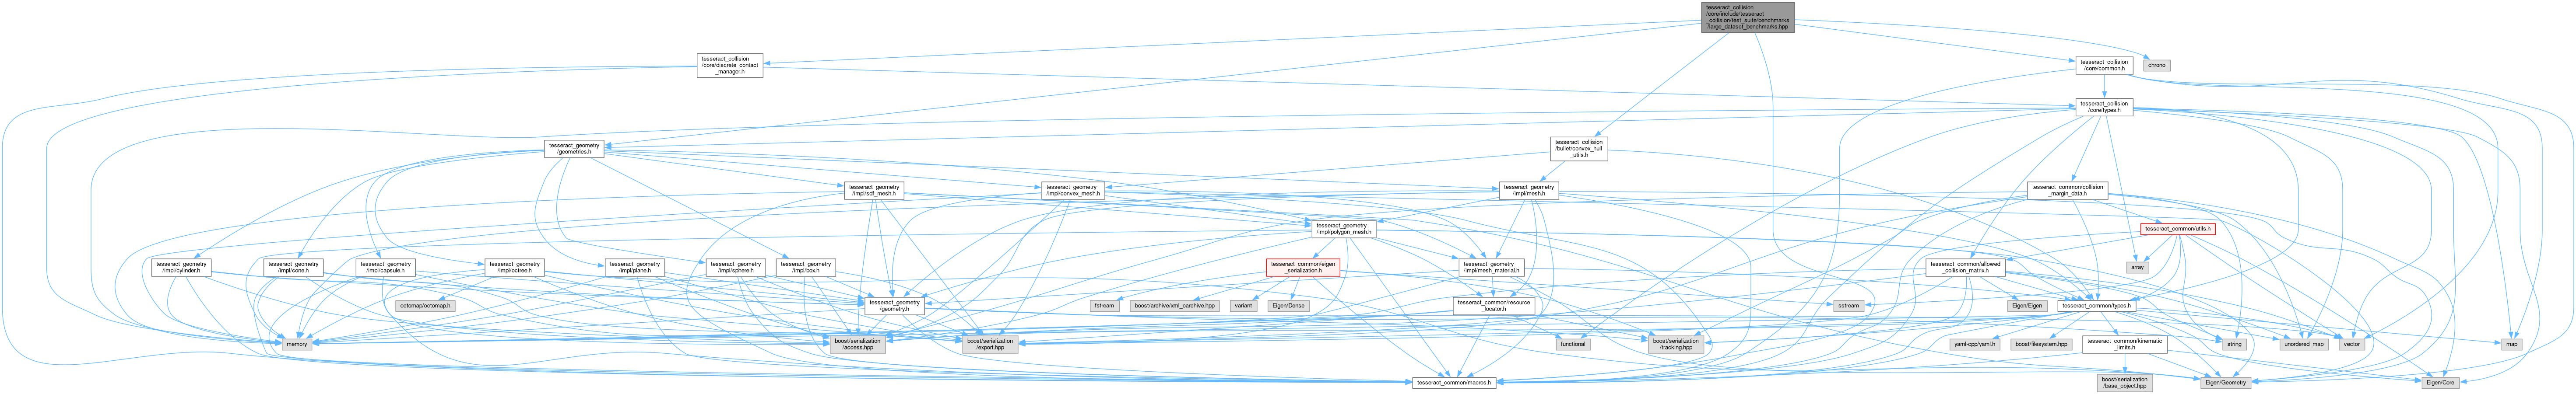 tesseract_collision
/core/include/tesseract
_collision/test_suite/benchmarks
/large_dataset_benchmarks.hpp
tesseract_collision
/core/discrete_contact
_manager.h
tesseract_collision
/core/common.h
chrono
tesseract_collision
/core/types.h
tesseract_geometry
/geometries.h
tesseract_collision
/bullet/convex_hull
_utils.h
tesseract_geometry
/impl/sdf_mesh.h
tesseract_geometry
/impl/convex_mesh.h
tesseract_geometry
/impl/mesh.h
tesseract_common/collision
_margin_data.h
tesseract_geometry
/impl/polygon_mesh.h
tesseract_common/utils.h
tesseract_geometry
/impl/cylinder.h
tesseract_geometry
/impl/cone.h
tesseract_geometry
/impl/capsule.h
tesseract_geometry
/impl/octree.h
tesseract_geometry
/impl/plane.h
tesseract_geometry
/impl/sphere.h
tesseract_geometry
/impl/box.h
tesseract_common/eigen
_serialization.h
tesseract_geometry
/impl/mesh_material.h
tesseract_common/allowed
_collision_matrix.h
array
octomap/octomap.h
tesseract_geometry
/geometry.h
fstream
boost/archive/xml_oarchive.hpp
variant
Eigen/Dense
tesseract_common/resource
_locator.h
sstream
Eigen/Eigen
tesseract_common/types.h
memory
boost/serialization
/access.hpp
boost/serialization
/export.hpp
functional
boost/serialization
/tracking.hpp
yaml-cpp/yaml.h
boost/filesystem.hpp
tesseract_common/kinematic
_limits.h
string
unordered_map
vector
map
tesseract_common/macros.h
boost/serialization
/base_object.hpp
Eigen/Geometry
Eigen/Core